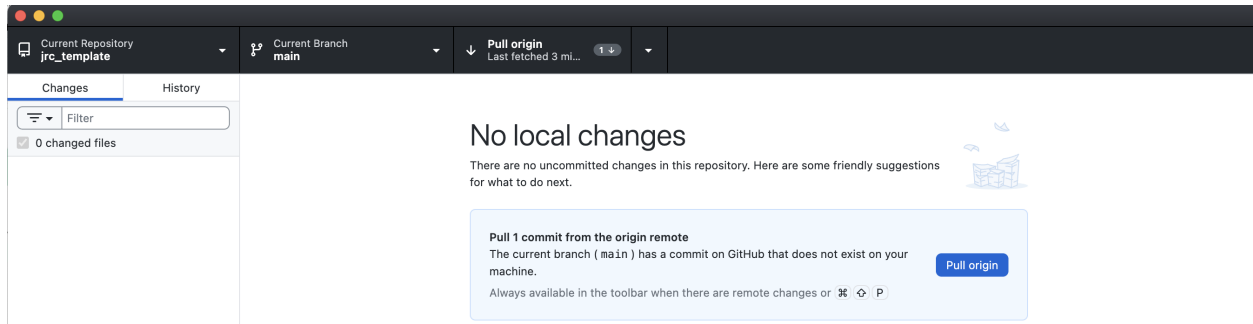 Current Repository
jrc_template
Current Branch
main
Pull origin
Last fetched 3 mi...
1↓
Changes
History
Filter
0 changed files
No local changes
There are no uncommitted changes in this repository. Here are some friendly suggestions
for what to do next.
Pull 1 commit from the origin remote
The current branch (main) has a commit on GitHub that does not exist on your
machine.
Pull origin
Always available in the toolbar when there are remote changes or ⌘ ⇧ P